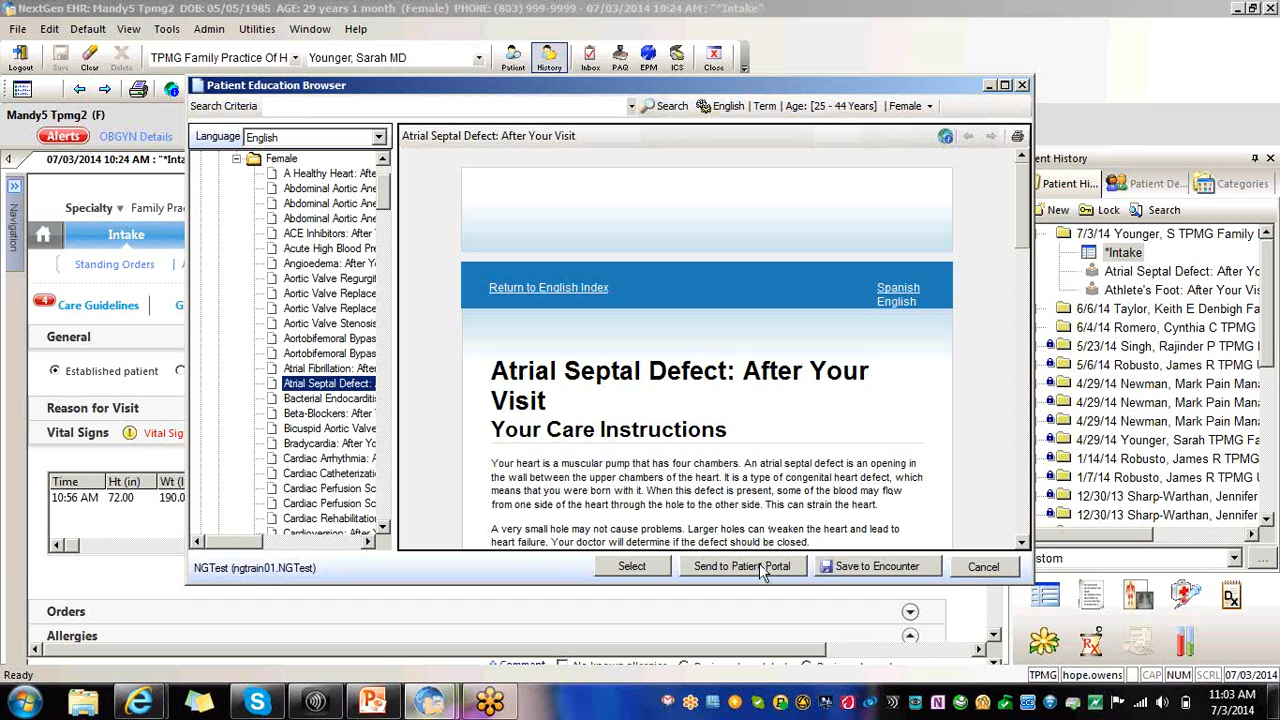 NextGen EHR: Mandy5 Tpmg2 DOB: 05/05/1985 AGE: 29 years 1 month (Female) PHONE: (803) 999-9999 - 07/03/2014 10:24 AM : "*Intake"
File Edit Default View Tools Admin Utilities Window Help
Logout Save Clear Delete
TPMG Family Practice Of H
Younger, Sarah MD
Patient History Inbox PAQ EPM ICS Close
Mandy5 Tpmg2 (F)
Alerts OBGYN Details
07/03/2014 10:24 AM : "*Intak
Navigation
Specialty Family Prac
Intake
Standing Orders
4 Care Guidelines
General
Established patient
Reason for Visit
Vital Signs Vital Sig
Time Ht (in) Wt (l
10:56 AM 72.00 190.0
Orders
Allergies
Patient Education Browser
Search Criteria
Search English | Term | Age: [25 - 44 Years] | Female
Language English
Female
A Healthy Heart: Afte
Abdominal Aortic Ane
Abdominal Aortic Ane
Abdominal Aortic Ane
ACE Inhibitors: After
Acute High Blood Pre
Angioedema: After Yo
Aortic Valve Regurgit
Aortic Valve Replace
Aortic Valve Replace
Aortic Valve Stenosis
Aortobifemoral Bypas
Aortobifemoral Bypas
Atrial Fibrillation: After
Atrial Septal Defect:
Bacterial Endocarditi
Beta-Blockers: After
Bicuspid Aortic Valve
Bradycardia: After Yo
Cardiac Arrhythmia: A
Cardiac Catheterizati
Cardiac Perfusion Sc
Cardiac Perfusion Sc
Cardiac Rehabilitation
Cardioversion: After
Atrial Septal Defect: After Your Visit
Return to English Index
Spanish
English
Atrial Septal Defect: After Your
Visit
Your Care Instructions
Your heart is a muscular pump that has four chambers. An atrial septal defect is an opening in
the wall between the upper chambers of the heart. It is a type of congenital heart defect, which
means that you were born with it. When this defect is present, some of the blood may flow
from one side of the heart through the hole to the other side. This can strain the heart.
A very small hole may not cause problems. Larger holes can weaken the heart and lead to
heart failure. Your doctor will determine if the defect should be closed.
NGTest (ngtrain01.NGTest)
Select Send to Patient Portal Save to Encounter Cancel
ent History
Patient Hi... Patient De... Categories
New Lock Search
7/3/14 Younger, S TPMG Family
*Intake
Atrial Septal Defect: After Yo
Athlete's Foot: After Your Vis
6/6/14 Taylor, Keith E Denbigh Fam
6/4/14 Romero, Cynthia C TPMG
5/23/14 Singh, Rajinder P TPMG
5/6/14 Robusto, James R TPMG U
4/29/14 Newman, Mark Pain Mana
4/29/14 Newman, Mark Pain Mana
4/29/14 Newman, Mark Pain Mana
4/29/14 Younger, Sarah TPMG Fa
1/14/14 Robusto, James R TPMG
1/7/14 Robusto, James R TPMG U
12/30/13 Sharp-Warthan, Jennifer
12/30/13 Sharp-Warthan, Jennifer
stom
Ready
TPMG hope.owens CAP NUM SCRL 07/03/2014
11:03 AM
7/3/2014